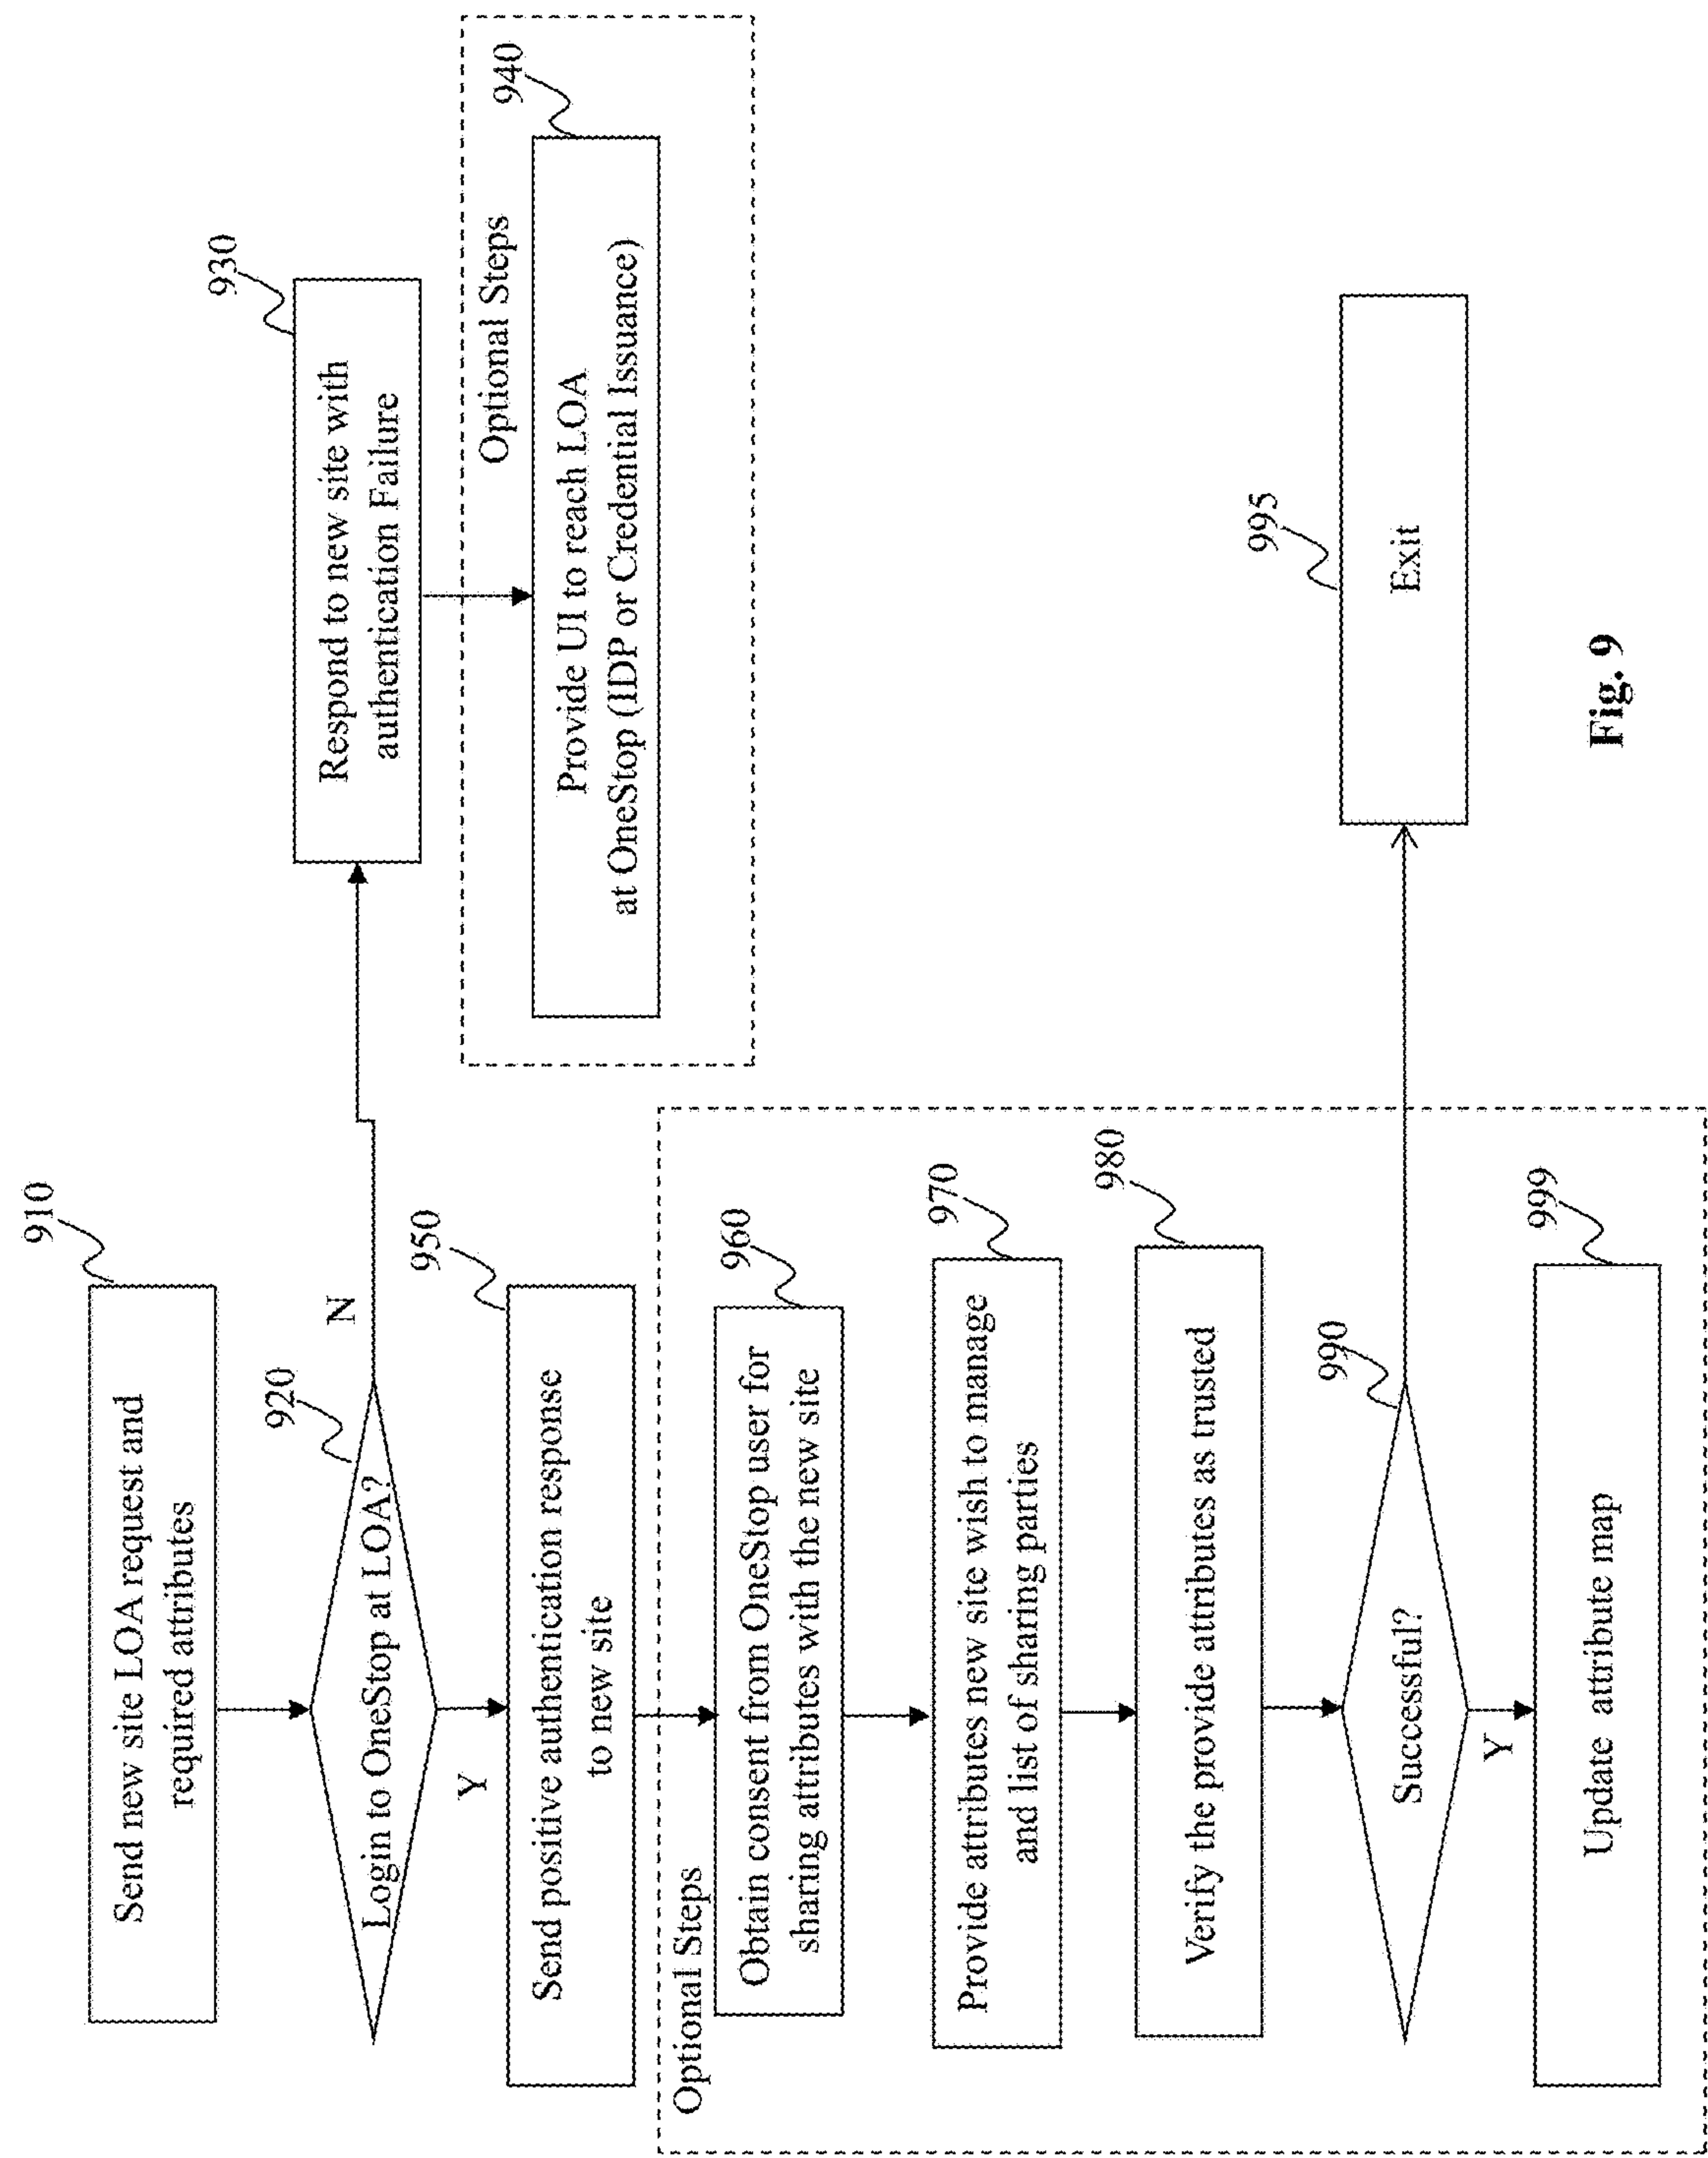 910
Send new site LOA request and
required attributes
920
Login to OneStop at LOA?
N
930
Respond to new site with
authentication Failure
Optional Steps
940
Provide UI to reach LOA
at OneStop (IDP or Credential Issuance)
Y
950
Send positive authentication response
to new site
Optional Steps
960
Obtain consent from OneStop user for
sharing attributes with the new site
970
Provide attributes new site wish to manage
and list of sharing parties
980
Verify the provide attributes as trusted
990
Successful?
995
Exit
Y
999
Update attribute map
Fig. 9